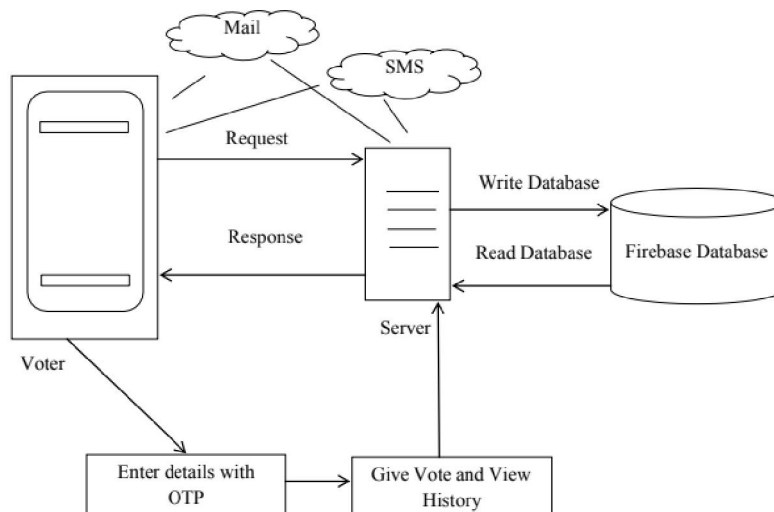 Mail
SMS
Request
Write Database
Response
Read Database
Firebase Database
Server
Voter
Enter details with
OTP
Give Vote and View
History